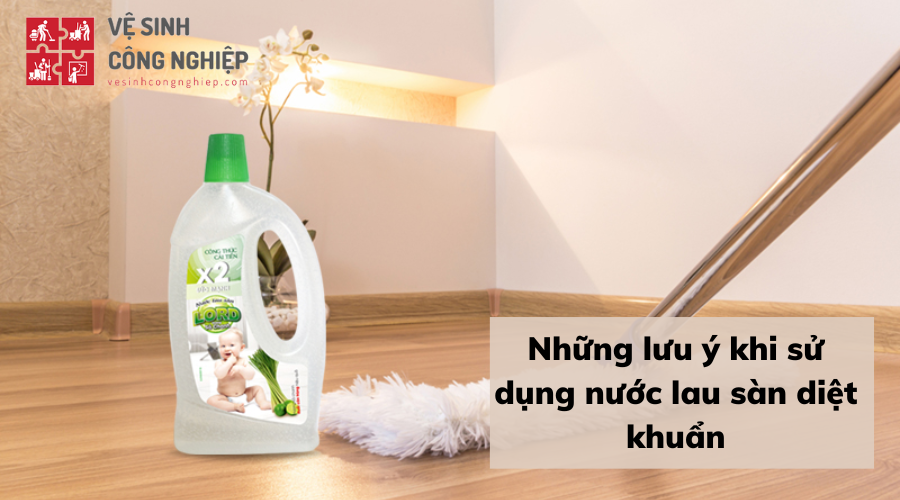 VỆ SINH
CÔNG NGHIỆP
vesinhcongnghiep.com
CÔNG THỨC
CẢI TIẾN
X2
LORD
Những lưu ý khi sử
dụng nước lau sàn diệt
khuẩn